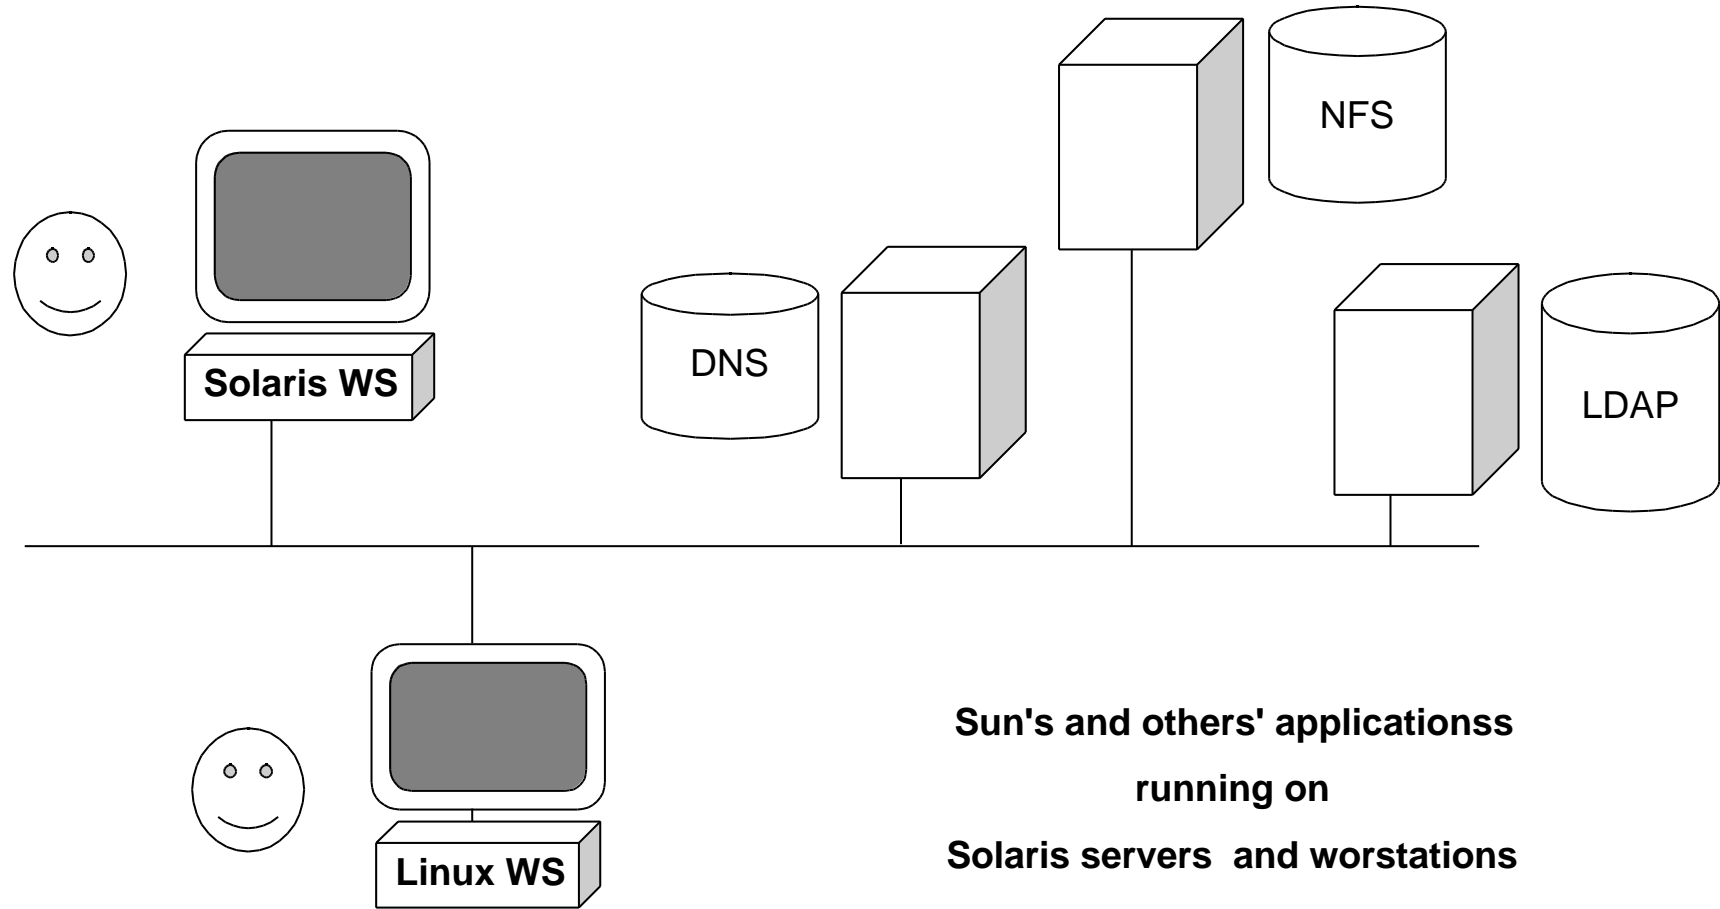 NFS
DNS
Solaris WS
LDAP
Sun's and others' applicationss
running on
Solaris servers  and worstations
Linux WS